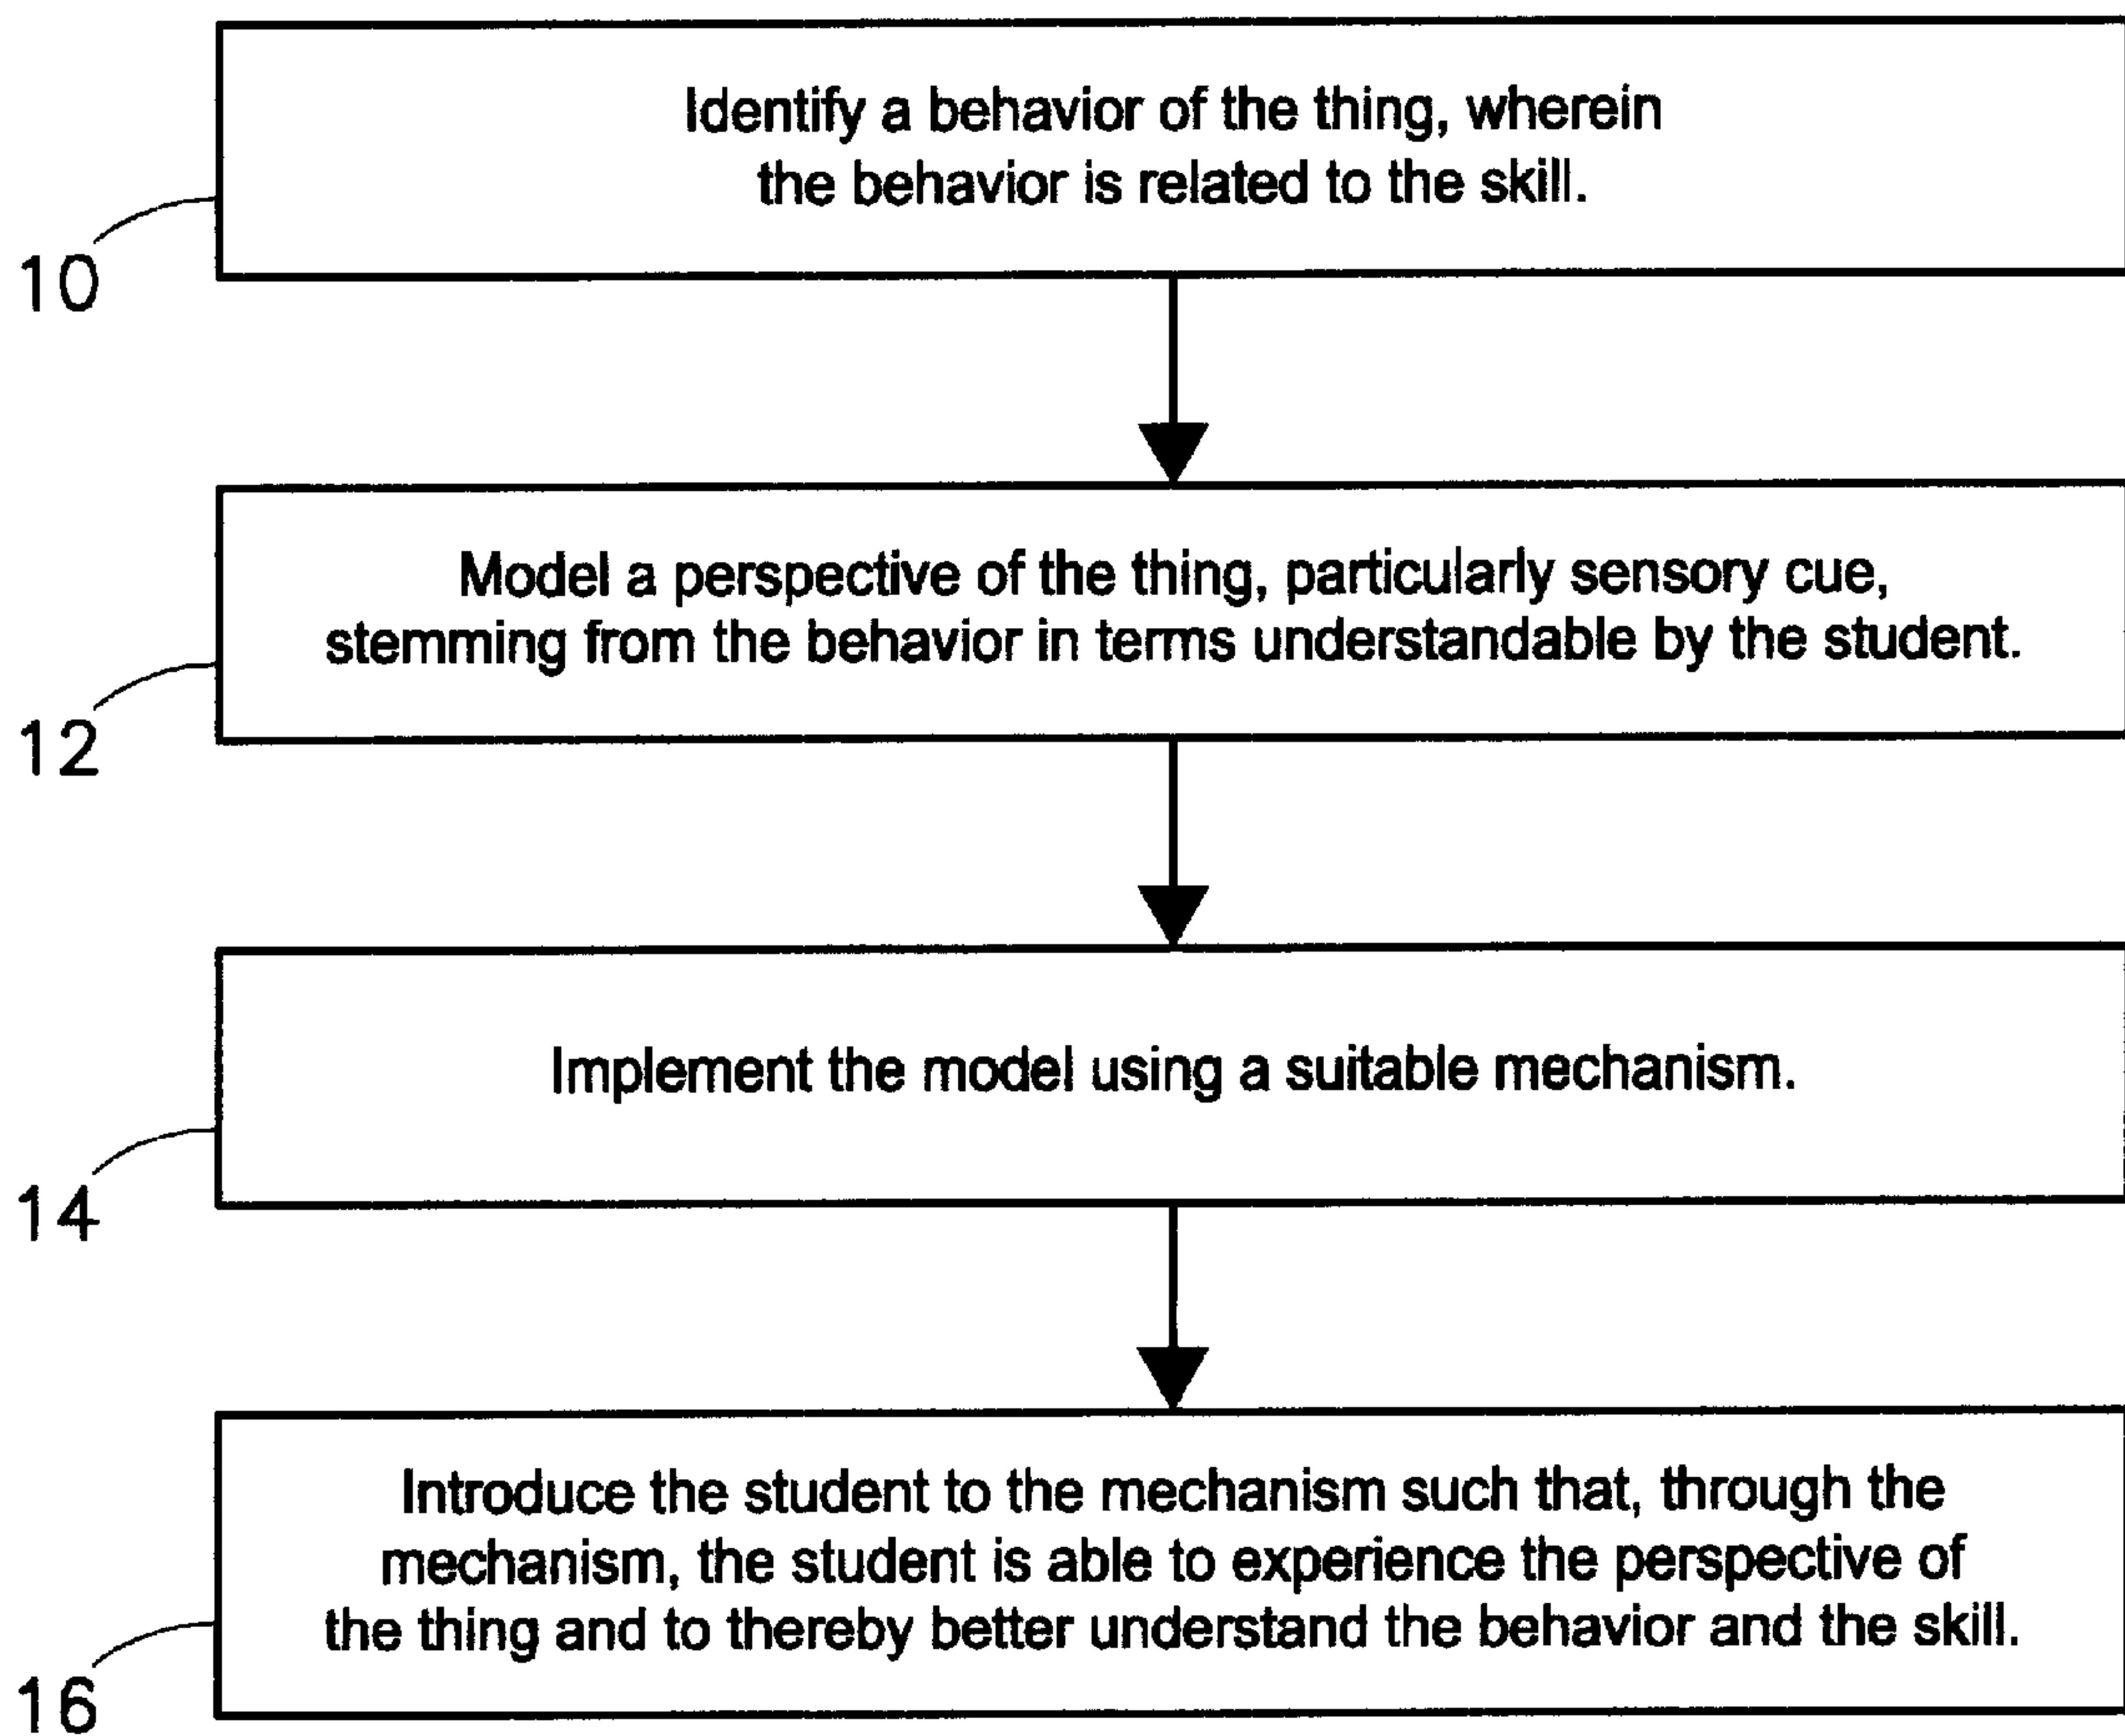 Identify a behavior of the thing, wherein
the behavior is related to the skill.
10
Model a perspective of the thing, particularly sensory cue,
stemming from the behavior in terms understandable by the student.
12
Implement the model using a suitable mechanism.
14
Introduce the student to the mechanism such that, through the
mechanism, the student is able to experience the perspective of
the thing and to thereby better understand the behavior and the skill.
16